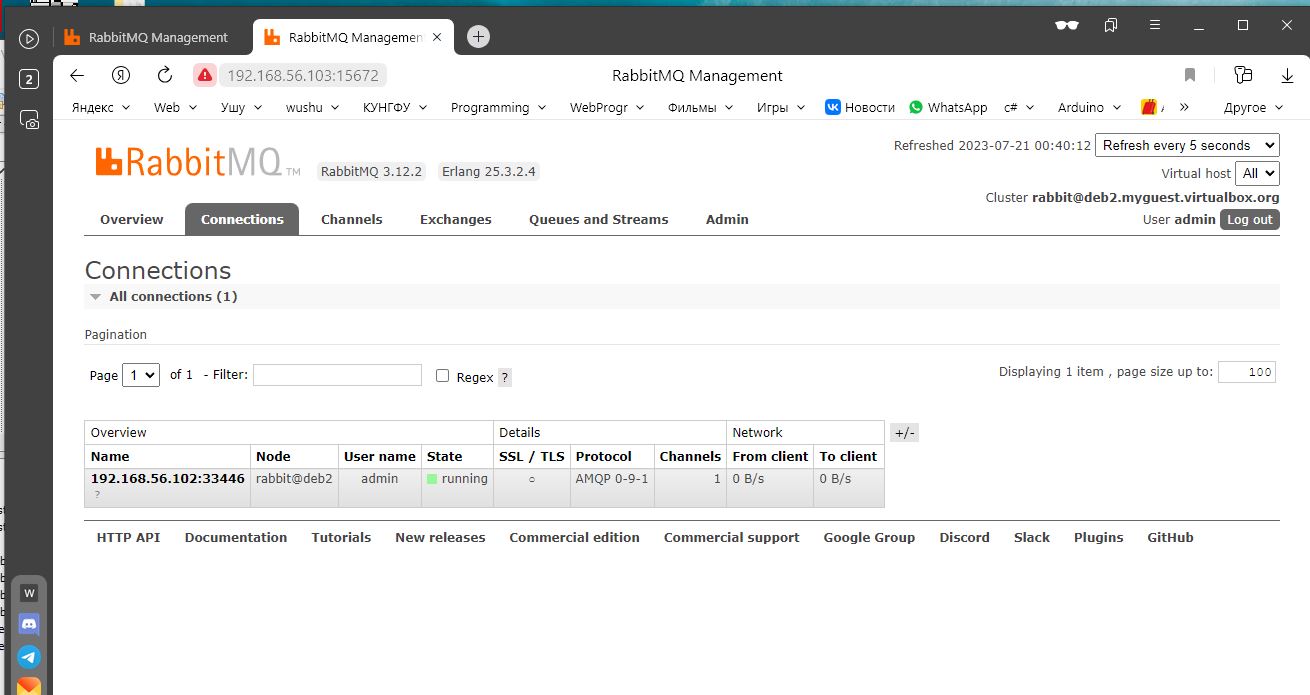 RabbitMQ Management
RabbitMQ Managemen
2
192.168.56.103:15672
RabbitMQ Management
Яндекс Web Ушу wushu КУНГФУ Programming WebProgr Фильмы Игры Новости WhatsApp c# Arduino » Другое
RabbitMQ TM RabbitMQ 3.12.2 Erlang 25.3.2.4
Refreshed 2023-07-21 00:40:12 Refresh every 5 seconds
Virtual host All
Cluster rabbit@deb2.myguest.virtualbox.org
User admin Log out
Overview Connections Channels Exchanges Queues and Streams Admin
Connections
All connections (1)
Pagination
Page 1 of 1 - Filter: Regex ?
Displaying 1 item , page size up to: 100
Overview Details Network +/-
Name Node User name State SSL / TLS Protocol Channels From client To client
192.168.56.102:33446 rabbit@deb2 admin running ○ AMQP 0-9-1 1 0 B/s 0 B/s
?
HTTP API Documentation Tutorials New releases Commercial edition Commercial support Google Group Discord Slack Plugins GitHub
W